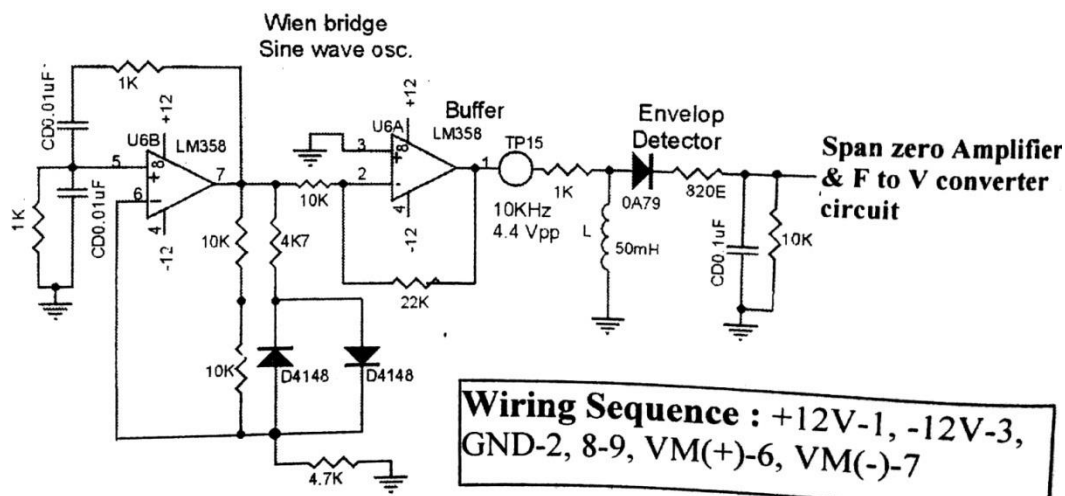 Wien bridge
Sine wave osc.
CD0.01uF
1K
+12
U6B
8
LM358
5
+
6
-
7
4
-12
1K
CD0.01uF
10K
4K7
10K
D4148
D4148
4.7K
10K
U6A
+12
Buffer
LM358
3
+
8
2
-
1
4
-12
22K
TP15
10KHz
4.4 Vpp
1K
L
50mH
Envelop
Detector
0A79
820E
CD0.1uF
10K
Span zero Amplifier
& F to V converter
circuit
Wiring Sequence : +12V-1, -12V-3,
GND-2, 8-9, VM(+)-6, VM(-)-7